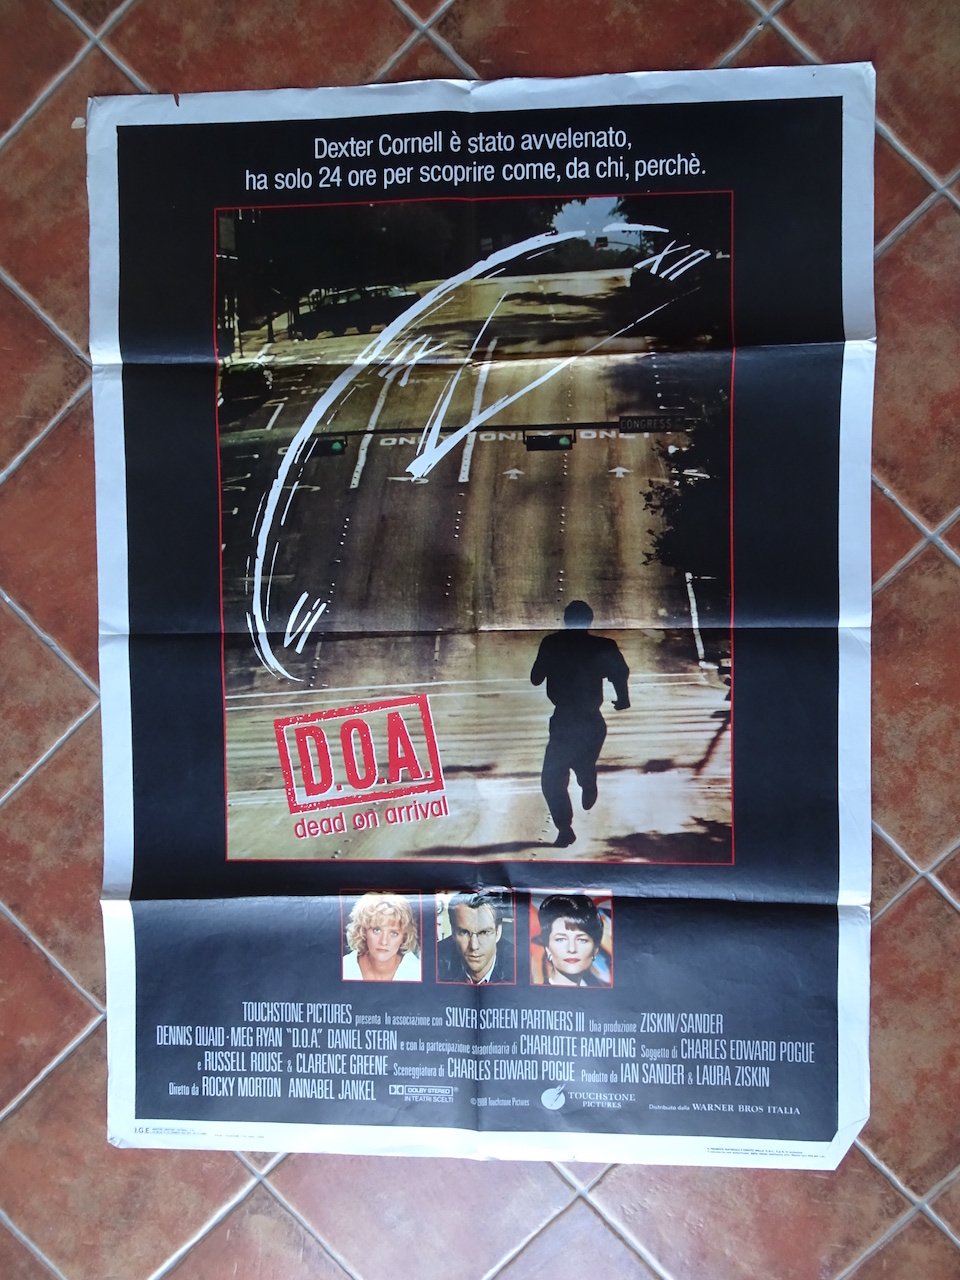 Dexter Cornell è stato avvelenato,
ha solo 24 ore per scoprire come, da chi, perchè.
XII
CONGRESS
ONLY ONLY ONLY
D.O.A.
dead on arrival
TOUCHSTONE PICTURES presenta In associazione con SILVER SCREEN PARTNERS III Una produzione ZISKIN/SANDER
DENNIS QUAID - MEG RYAN "D.O.A." DANIEL STERN e con la partecipazione straordinaria di CHARLOTTE RAMPLING Soggetto di CHARLES EDWARD POGUE
e RUSSELL ROUSE & CLARENCE GREENE Sceneggiatura di CHARLES EDWARD POGUE Prodotto da IAN SANDER & LAURA ZISKIN
Diretto da ROCKY MORTON ANNABEL JANKEL DOLBY STEREO IN TEATRI SCELTI ©1988 Touchstone Pictures TOUCHSTONE PICTURES Distribuito dalla WARNER BROS ITALIA
I.G.E.